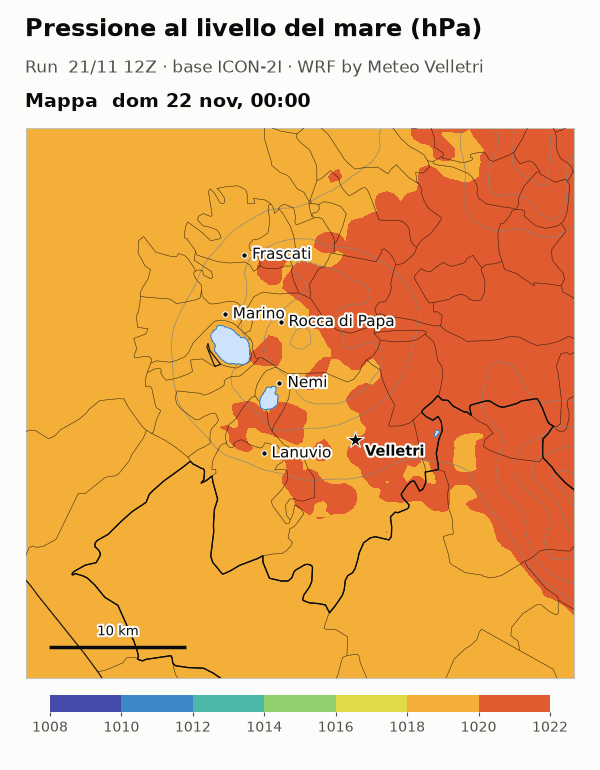 Pressione al livello del mare (hPa)
Run  21/11 12Z · base ICON-2I · WRF by Meteo Velletri
Mappa  dom 22 nov, 00:00
Frascati
Marino
Rocca di Papa
Nemi
Velletri
Lanuvio
10 km
1008 1010 1012 1014 1016 1018 1020 1022